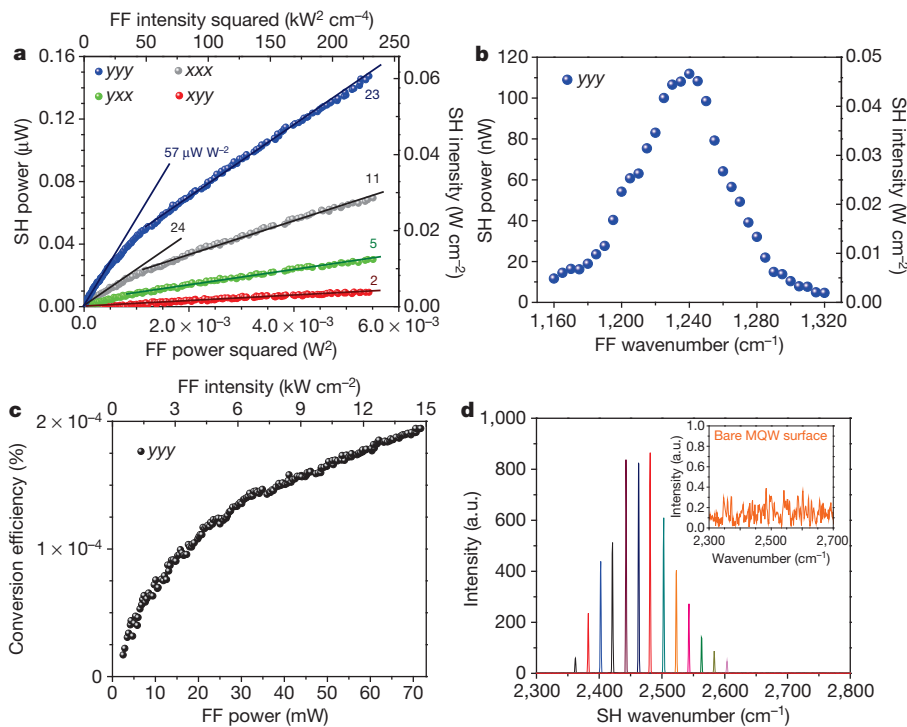 FF intensity squared (kW² cm⁻⁴)
0 50 100 150 200 250
a
yyy xxx
yxx xyy
0.16
0.12
0.08
0.04
0.00
SH power (μW)
57 μW W⁻²
24
23
11
5
2
0.06
0.04
0.02
0.00
SH inensity (W cm⁻²)
0.0 2.0 × 10⁻³ 4.0 × 10⁻³ 6.0 × 10⁻³
FF power squared (W²)
b
yyy
120
100
80
60
40
20
0
SH power (nW)
0.05
0.04
0.03
0.02
0.01
0.00
SH intensity (W cm⁻²)
1,160 1,200 1,240 1,280 1,320
FF wavenumber (cm⁻¹)
c
FF intensity (kW cm⁻²)
0 3 6 9 12 15
yyy
2 × 10⁻⁴
1 × 10⁻⁴
0
Conversion efficiency (%)
0 10 20 30 40 50 60 70
FF power (mW)
d
1,000
800
600
400
200
0
Intensity (a.u.)
Bare MQW surface
1.0
0.8
0.6
0.4
0.2
0
Intensity (a.u.)
2,300 2,500 2,700
Wavenumber (cm⁻¹)
2,300 2,400 2,500 2,600 2,700 2,800
SH wavenumber (cm⁻¹)